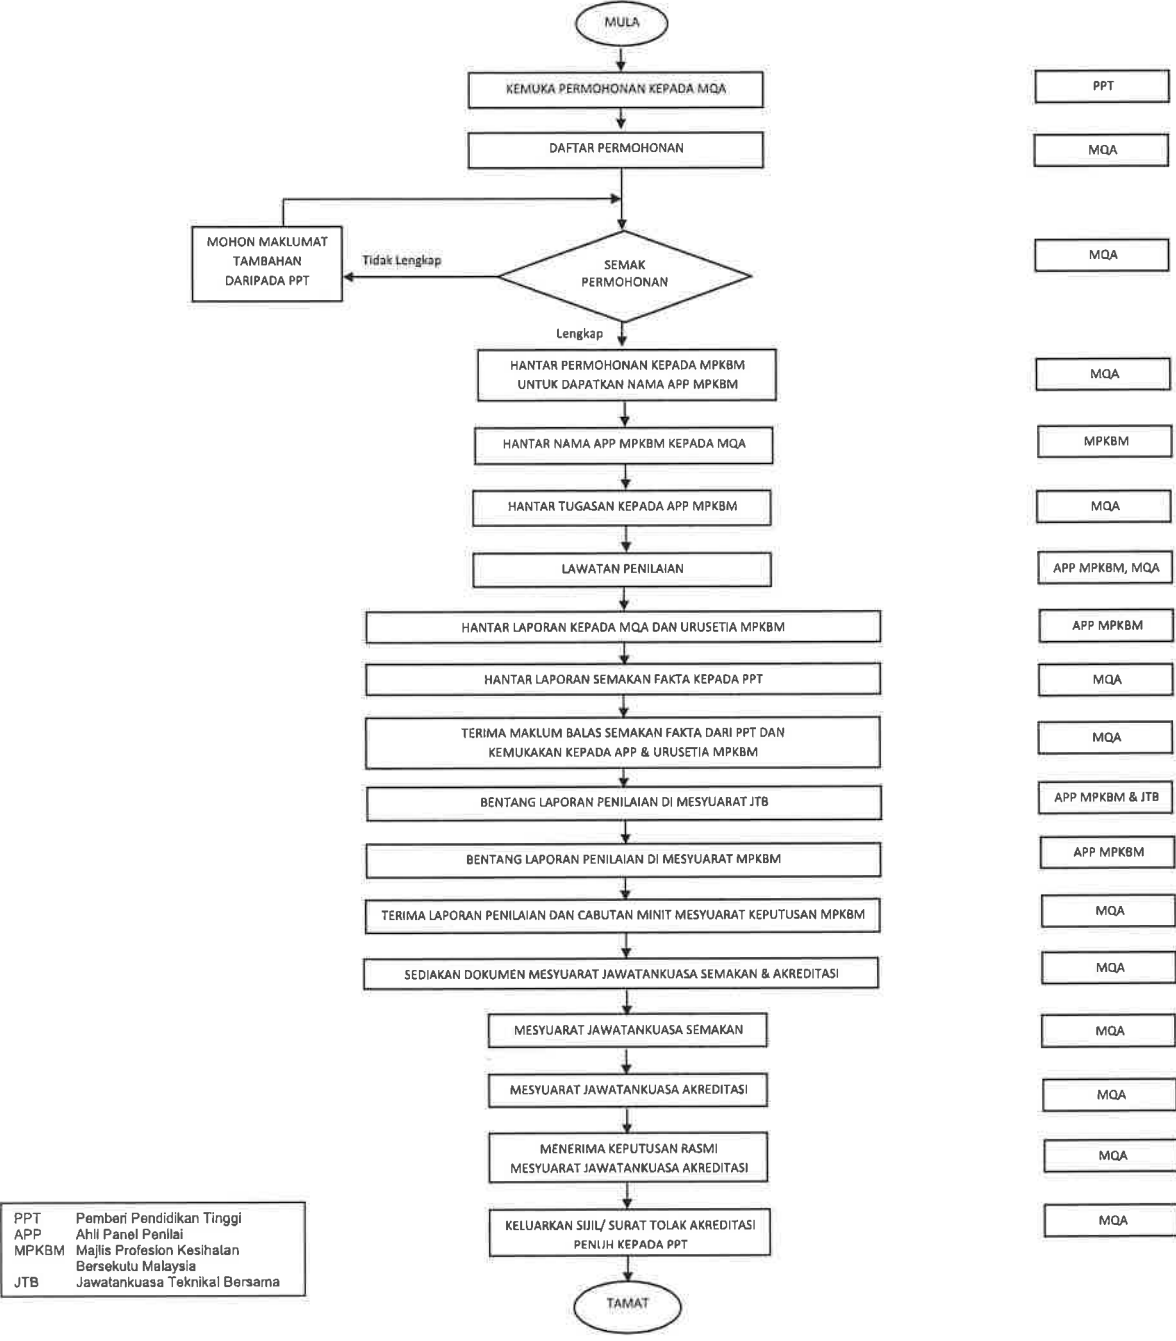 MULA
KEMUKA PERMOHONAN KEPADA MQA
PPT
DAFTAR PERMOHONAN
MQA
MOHON MAKLUMAT
TAMBAHAN
DARIPADA PPT
Tidak Lengkap
SEMAK
PERMOHONAN
MQA
Lengkap
HANTAR PERMOHONAN KEPADA MPKBM
UNTUK DAPATKAN NAMA APP MPKBM
MQA
HANTAR NAMA APP MPKBM KEPADA MQA
MPKBM
HANTAR TUGASAN KEPADA APP MPKBM
MQA
LAWATAN PENILAIAN
APP MPKBM, MQA
HANTAR LAPORAN KEPADA MQA DAN URUSETIA MPKBM
APP MPKBM
HANTAR LAPORAN SEMAKAN FAKTA KEPADA PPT
MQA
TERIMA MAKLUM BALAS SEMAKAN FAKTA DARI PPT DAN
KEMUKAKAN KEPADA APP & URUSETIA MPKBM
MQA
BENTANG LAPORAN PENILAIAN DI MESYUARAT JTB
APP MPKBM & JTB
BENTANG LAPORAN PENILAIAN DI MESYUARAT MPKBM
APP MPKBM
TERIMA LAPORAN PENILAIAN DAN CABUTAN MINIT MESYUARAT KEPUTUSAN MPKBM
MQA
SEDIAKAN DOKUMEN MESYUARAT JAWATANKUASA SEMAKAN & AKREDITASI
MQA
MESYUARAT JAWATANKUASA SEMAKAN
MQA
MESYUARAT JAWATANKUASA AKREDITASI
MQA
MENERIMA KEPUTUSAN RASMI
MESYUARAT JAWATANKUASA AKREDITASI
MQA
KELUARKAN SIJIL/ SURAT TOLAK AKREDITASI
PENUH KEPADA PPT
MQA
TAMAT
PPT Pemberi Pendidikan Tinggi
APP Ahli Panel Penilai
MPKBM Majlis Profesion Kesihatan
Bersekutu Malaysia
JTB Jawatankuasa Teknikal Bersama